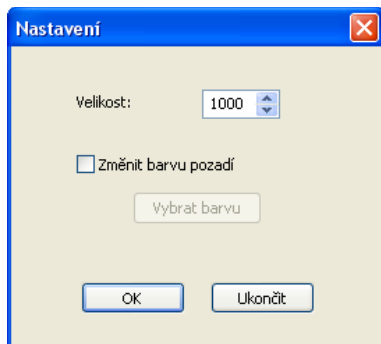 Nastavení
Velikost: 1000
Změnit barvu pozadí
Vybrat barvu
OK Ukončit